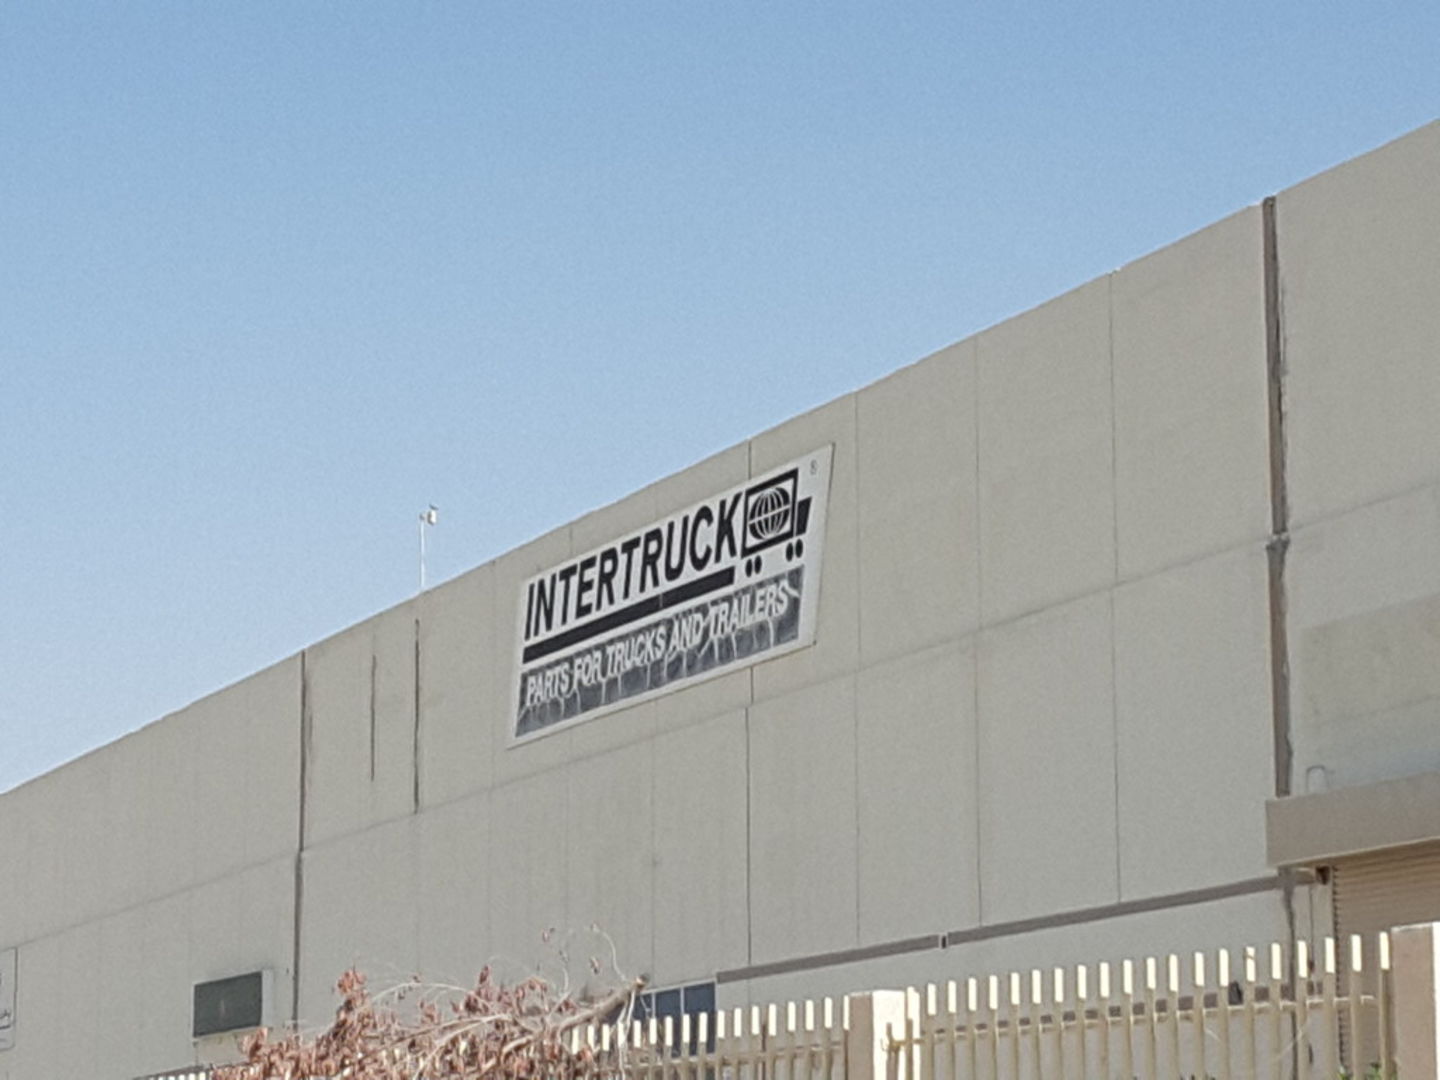 INTERTRUCK ®
PARTS FOR TRUCKS AND TRAILERS